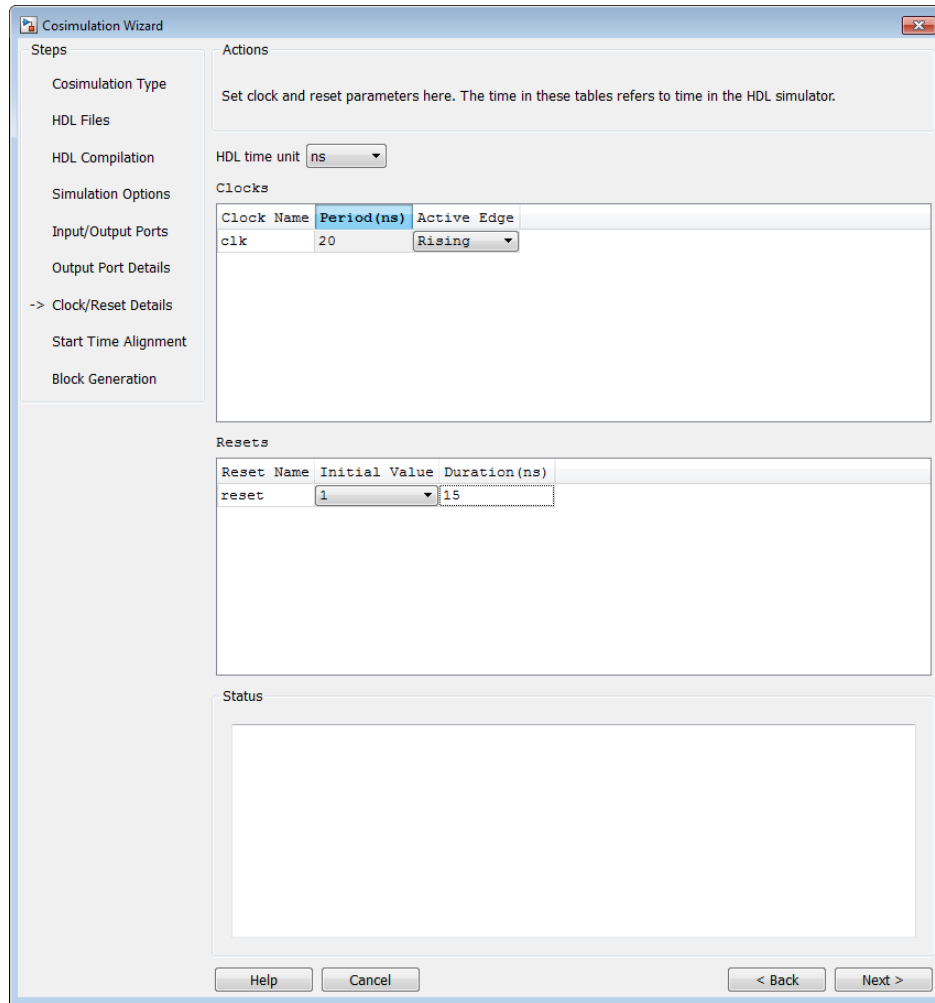 Cosimulation Wizard
Steps
Cosimulation Type
HDL Files
HDL Compilation
Simulation Options
Input/Output Ports
Output Port Details
-> Clock/Reset Details
Start Time Alignment
Block Generation
Actions
Set clock and reset parameters here. The time in these tables refers to time in the HDL simulator.
HDL time unit ns
Clocks
Clock Name Period(ns) Active Edge
clk 20 Rising
Resets
Reset Name Initial Value Duration(ns)
reset 1 15
Status
Help Cancel < Back Next >